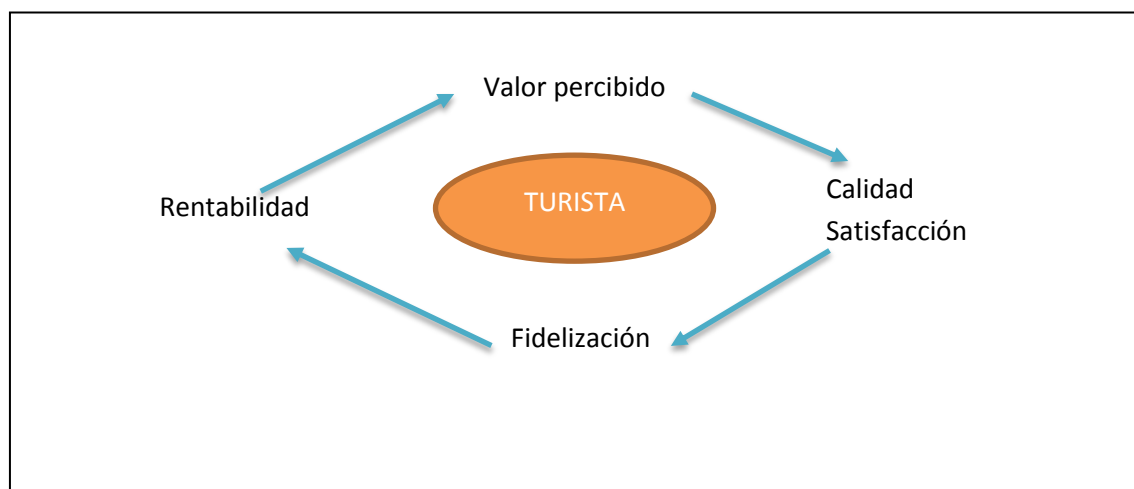 Valor percibido
TURISTA
Rentabilidad
Calidad
Satisfacción
Fidelización